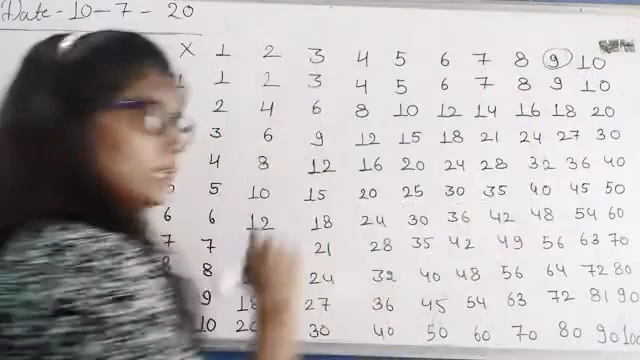 Date - 10 - 7 - 20
X 1 2 3 4 5 6 7 8 9 10
1 1 2 3 4 5 6 7 8 9 10
2 4 6 8 10 12 14 16 18 20
3 6 9 12 15 18 21 24 27 30
4 8 12 16 20 24 28 32 36 40
5 10 15 20 25 30 35 40 45 50
6 6 12 18 24 30 36 42 48 54 60
7 7 21 28 35 42 49 56 63 70
8 8 24 32 40 48 56 64 72 80
9 18 27 36 45 54 63 72 81 90
10 20 30 40 50 60 70 80 90 100